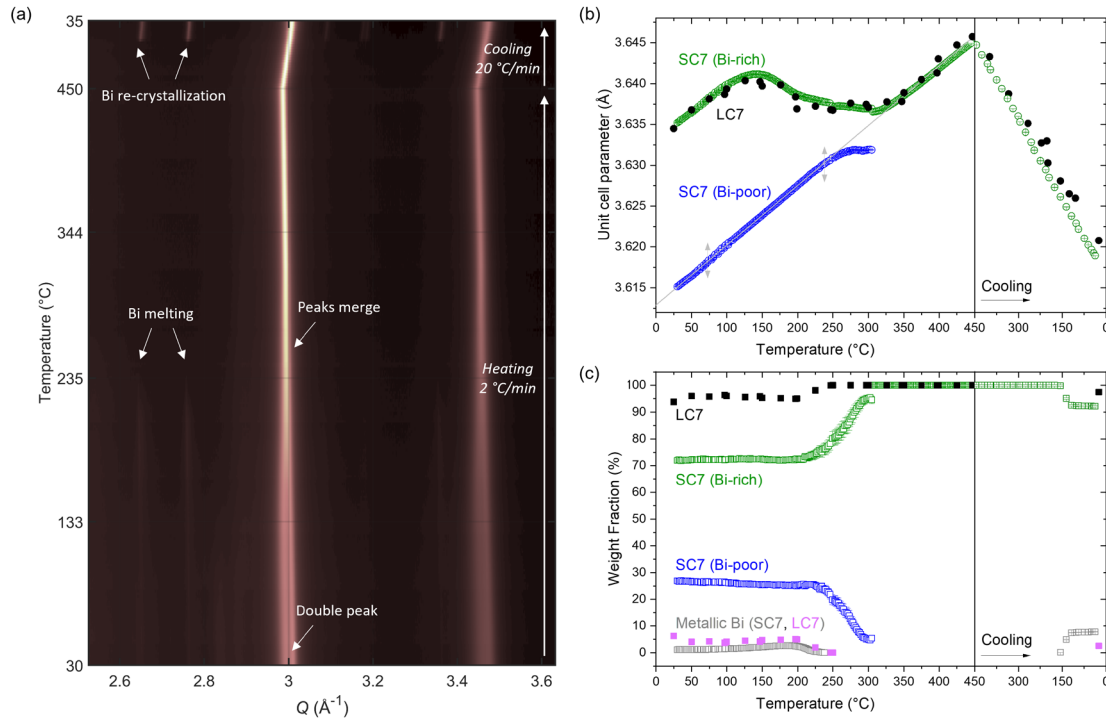 (a)
35
450
344
235
133
30
Temperature (°C)
2.6
2.8
3
3.2
3.4
3.6
Q (Å-1)
Bi re-crystallization
Cooling
20 °C/min
Bi melting
Peaks merge
Heating
2 °C/min
Double peak
(b)
3.645
3.640
3.635
3.630
3.625
3.620
3.615
Unit cell parameter (Å)
SC7 (Bi-rich)
LC7
SC7 (Bi-poor)
Cooling
0 50 100 150 200 250 300 350 400 450 300 150 0
Temperature (°C)
(c)
100
90
80
70
60
50
40
30
20
10
0
Weight Fraction (%)
LC7
SC7 (Bi-rich)
SC7 (Bi-poor)
Metallic Bi (SC7, LC7)
Cooling
0 50 100 150 200 250 300 350 400 450 300 150 0
Temperature (°C)